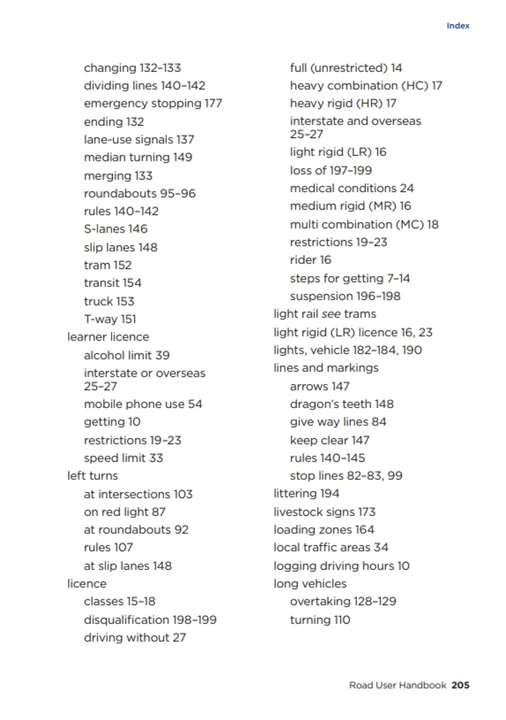 Index
changing 132–133
dividing lines 140–142
emergency stopping 177
ending 132
lane-use signals 137
median turning 149
merging 133
roundabouts 95–96
rules 140–142
S-lanes 146
slip lanes 148
tram 152
transit 154
truck 153
T-way 151
learner licence
alcohol limit 39
interstate or overseas
25–27
mobile phone use 54
getting 10
restrictions 19–23
speed limit 33
left turns
at intersections 103
on red light 87
at roundabouts 92
rules 107
at slip lanes 148
licence
classes 15–18
disqualification 198–199
driving without 27
full (unrestricted) 14
heavy combination (HC) 17
heavy rigid (HR) 17
interstate and overseas
25–27
light rigid (LR) 16
loss of 197–199
medical conditions 24
medium rigid (MR) 16
multi combination (MC) 18
restrictions 19–23
rider 16
steps for getting 7–14
suspension 196–198
light rail see trams
light rigid (LR) licence 16, 23
lights, vehicle 182–184, 190
lines and markings
arrows 147
dragon's teeth 148
give way lines 84
keep clear 147
rules 140–145
stop lines 82–83, 99
littering 194
livestock signs 173
loading zones 164
local traffic areas 34
logging driving hours 10
long vehicles
overtaking 128–129
turning 110
Road User Handbook 205